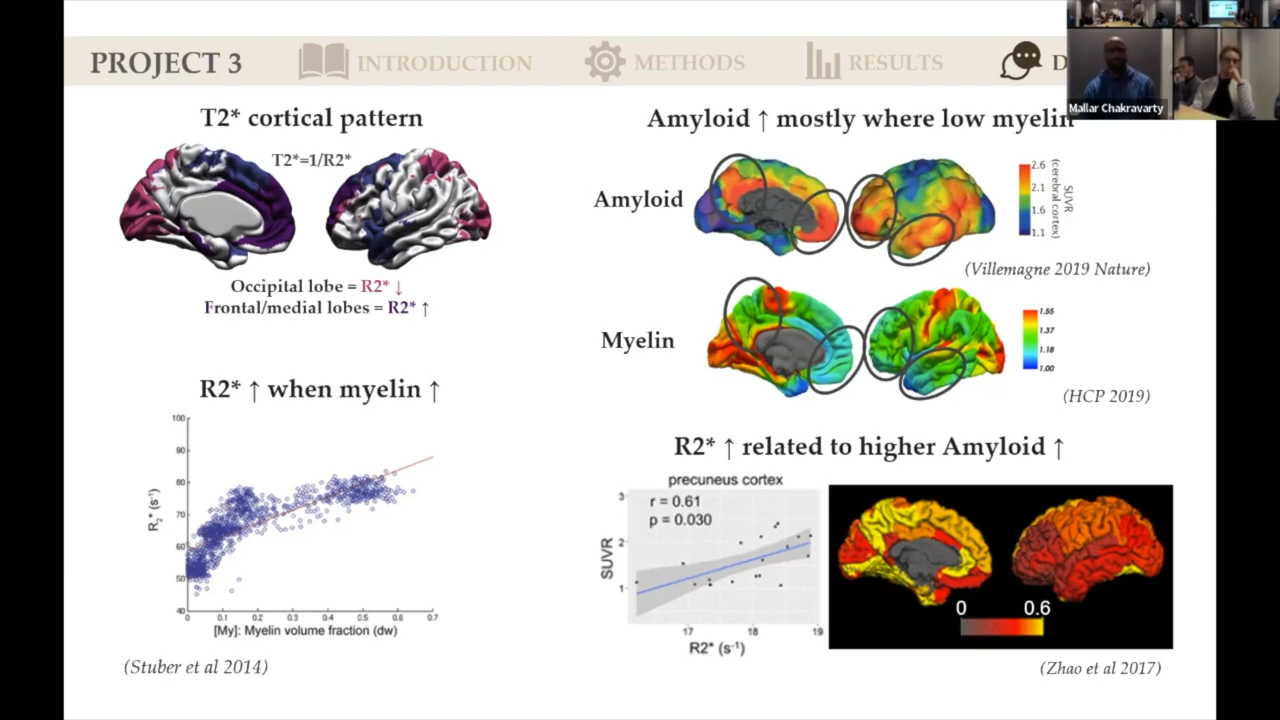 PROJECT 3
INTRODUCTION
METHODS
RESULTS
D
Mallar Chakravarty
T2* cortical pattern
T2*=1/R2*
Occipital lobe = R2* ↓
Frontal/medial lobes = R2* ↑
R2* ↑ when myelin ↑
100
90
80
70
60
50
40
R2* (s-1)
0 0.1 0.2 0.3 0.4 0.5 0.6 0.7
[My]: Myelin volume fraction (dw)
(Stuber et al 2014)
Amyloid ↑ mostly where low myelin
Amyloid
2.6
2.1
1.6
1.1
SUVR
(cerebral cortex)
(Villemagne 2019 Nature)
Myelin
1.55
1.37
1.18
1.00
(HCP 2019)
R2* ↑ related to higher Amyloid ↑
precuneus cortex
r = 0.61
p = 0.030
3
2
1
SUVR
17 18 19
R2* (s-1)
0 0.6
(Zhao et al 2017)